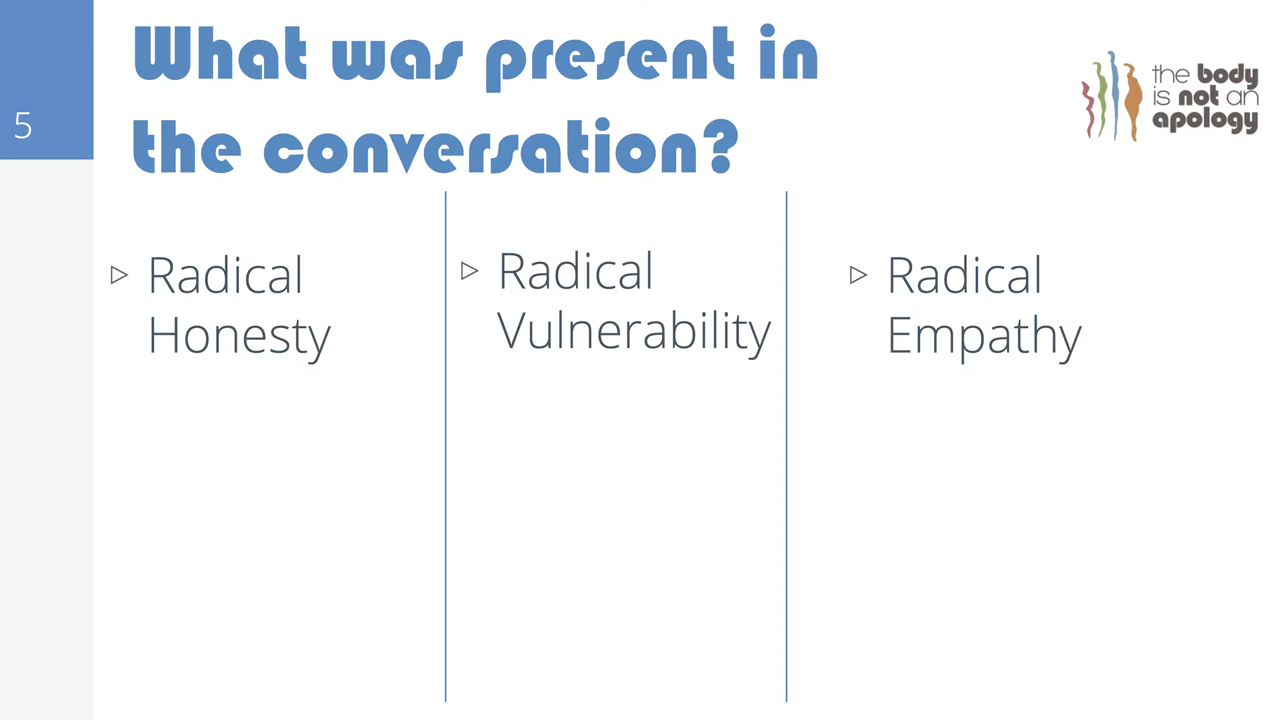 What was present in
the conversation?
5
the body
is not an
apology
▷ Radical
Honesty
▷ Radical
Vulnerability
▷ Radical
Empathy